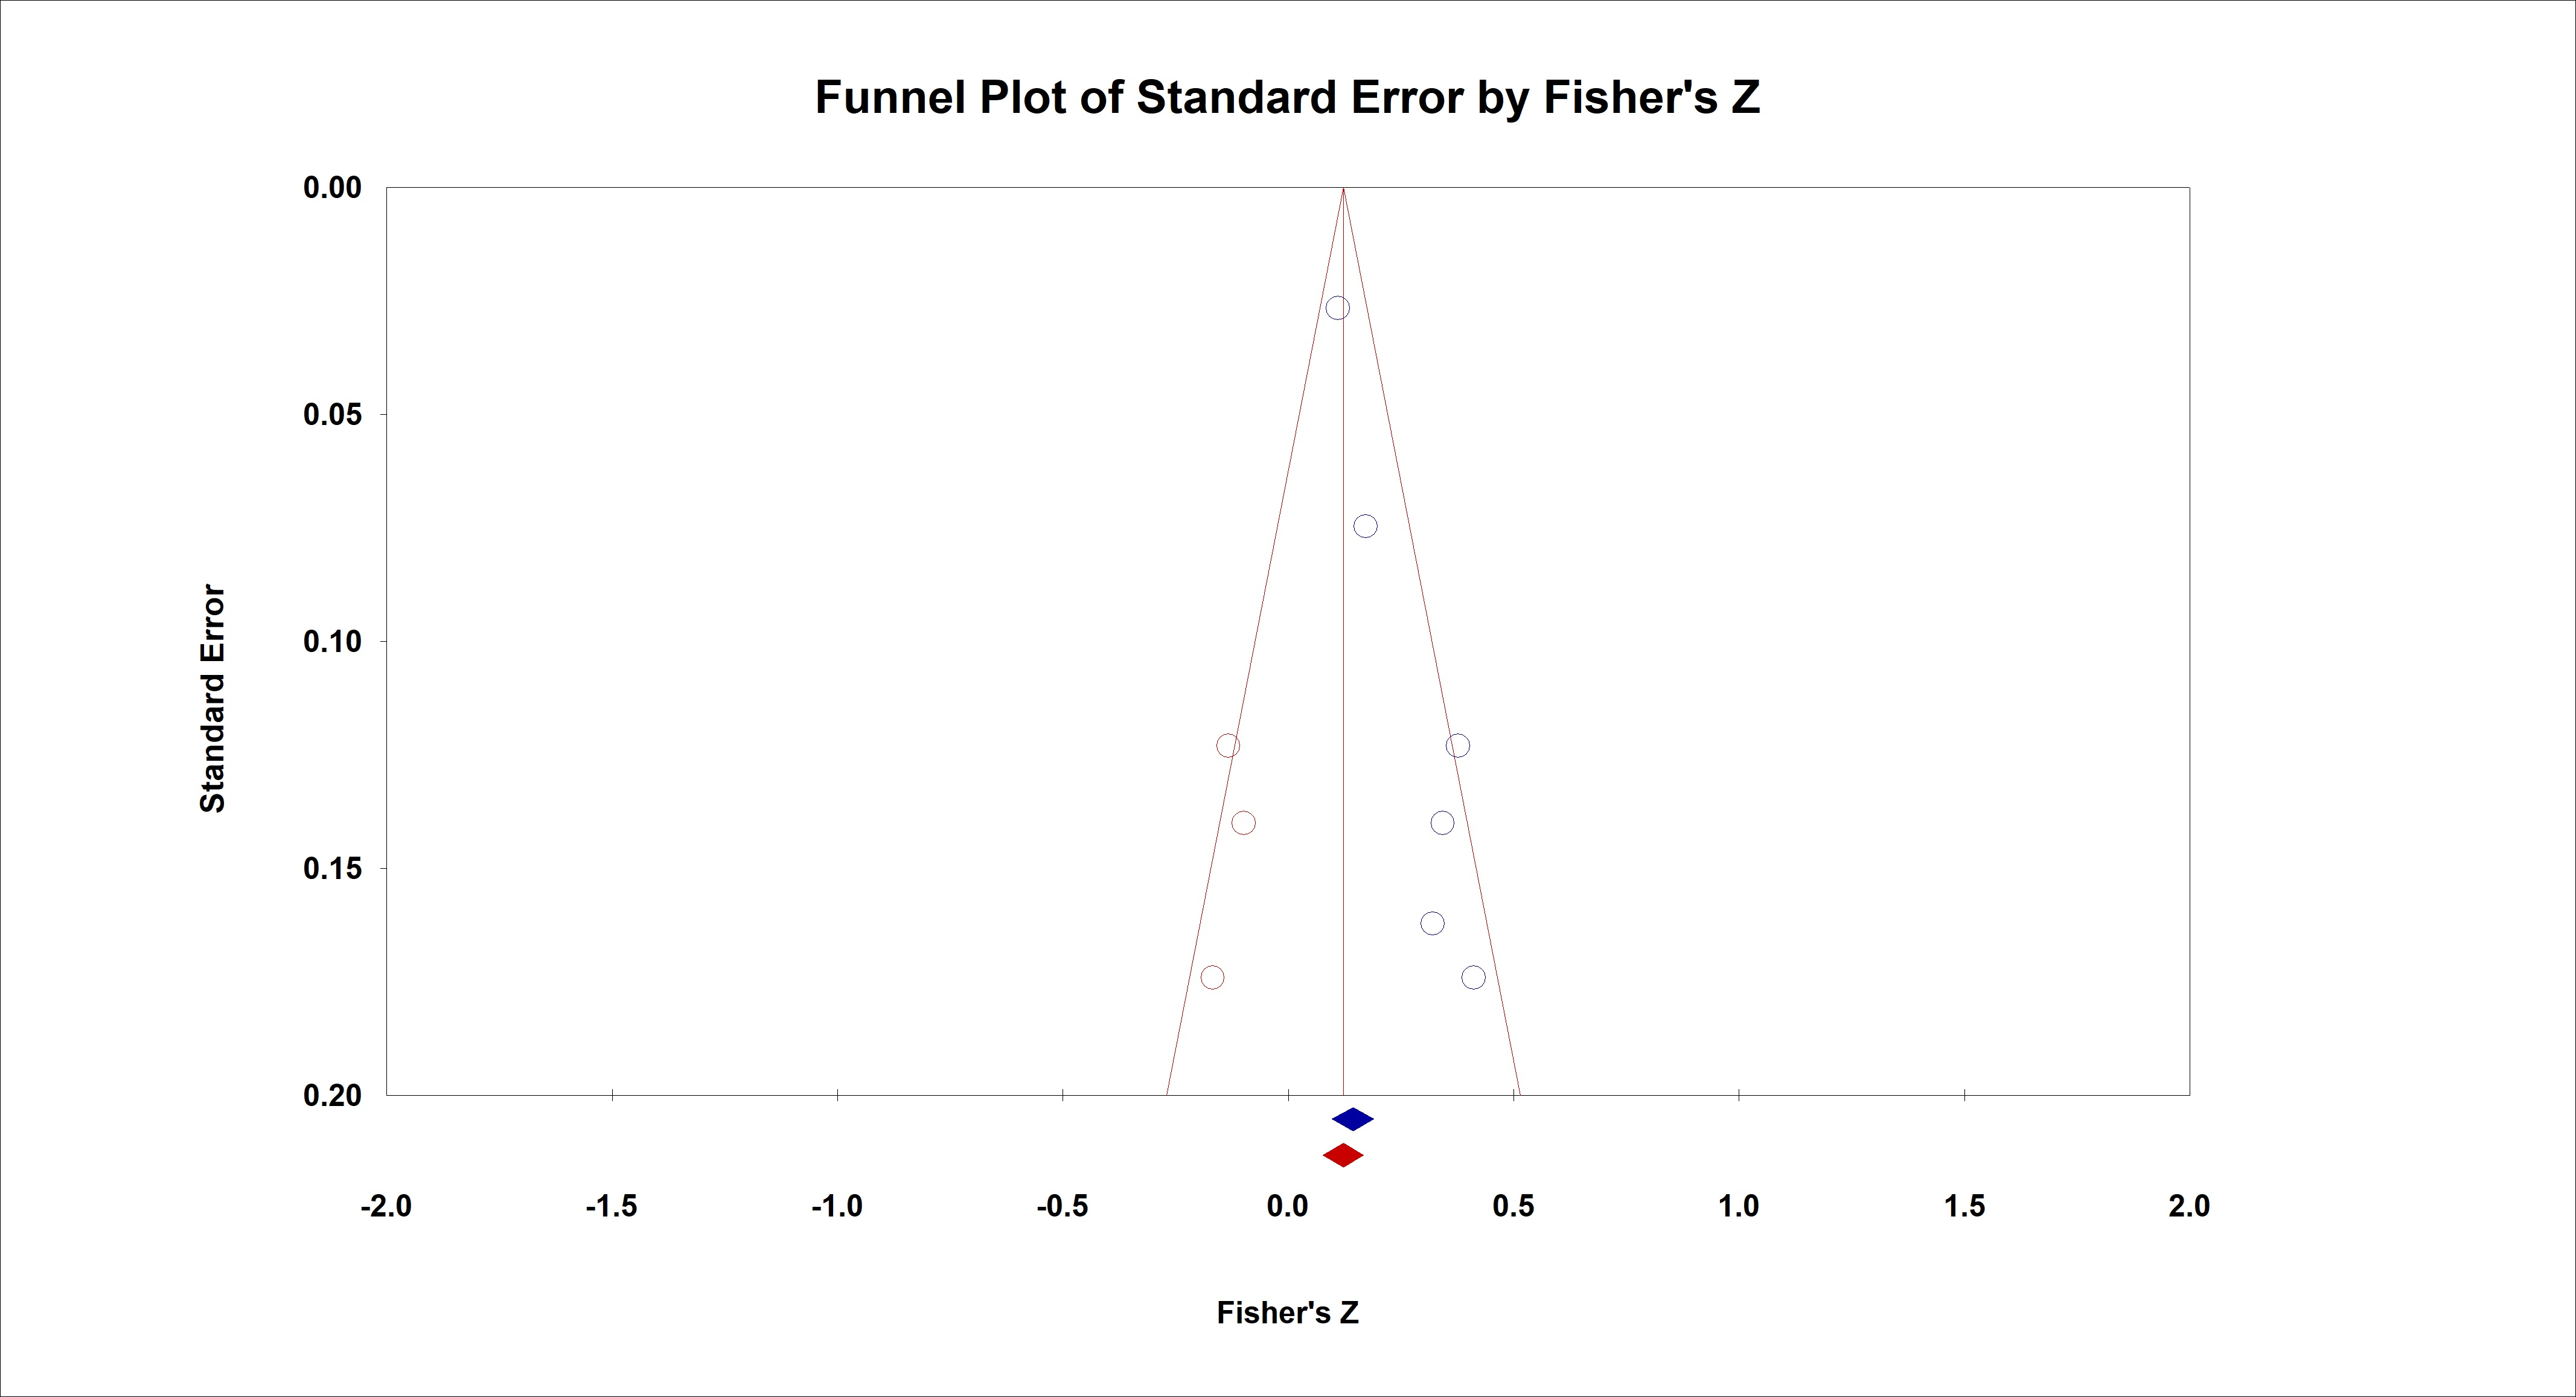 Funnel Plot of Standard Error by Fisher's Z
0.00
0.05
0.10
0.15
0.20
Standard Error
-2.0 -1.5 -1.0 -0.5 0.0 0.5 1.0 1.5 2.0
Fisher's Z